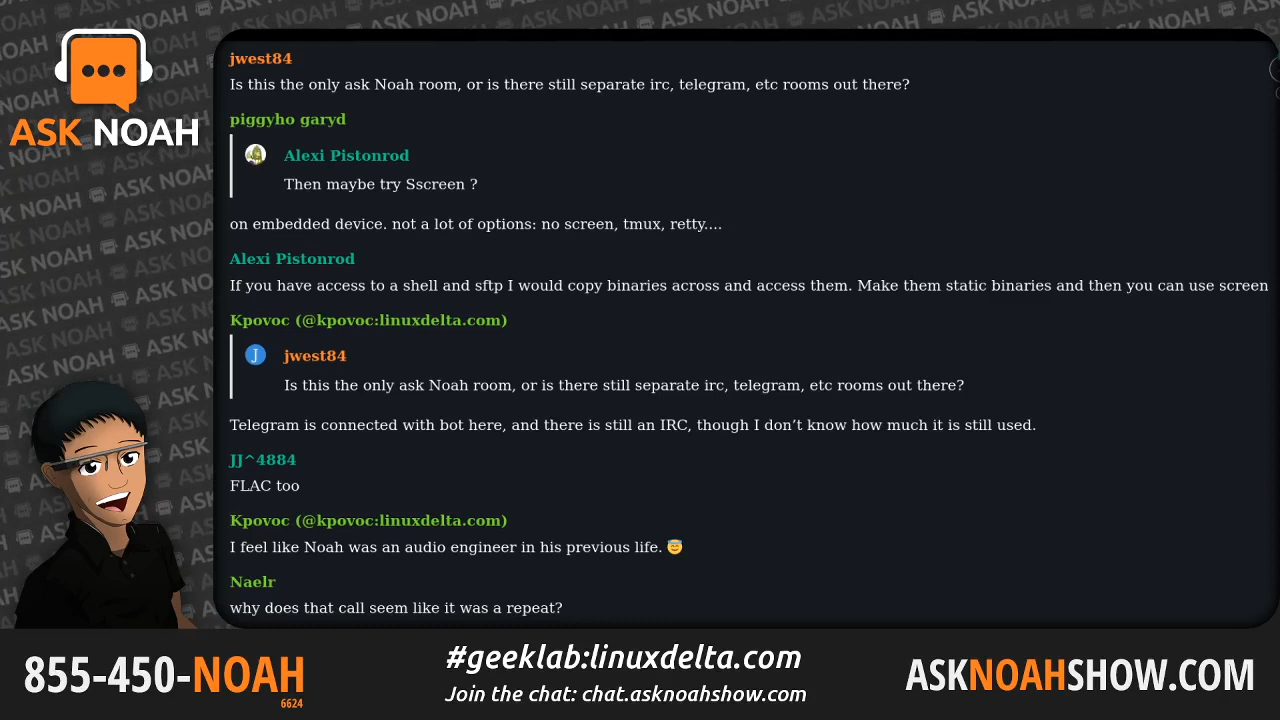 ASK NOAH
jwest84
Is this the only ask Noah room, or is there still separate irc, telegram, etc rooms out there?
piggyho garyd
Alexi Pistonrod
Then maybe try Sscreen ?
on embedded device. not a lot of options: no screen, tmux, retty....
Alexi Pistonrod
If you have access to a shell and sftp I would copy binaries across and access them. Make them static binaries and then you can use screen
Kpovoc (@kpovoc:linuxdelta.com)
J
jwest84
Is this the only ask Noah room, or is there still separate irc, telegram, etc rooms out there?
Telegram is connected with bot here, and there is still an IRC, though I don’t know how much it is still used.
JJ^4884
FLAC too
Kpovoc (@kpovoc:linuxdelta.com)
I feel like Noah was an audio engineer in his previous life. 😇
Naelr
why does that call seem like it was a repeat?
855-450-NOAH
6624
#geeklab:linuxdelta.com
Join the chat: chat.asknoahshow.com
ASKNOAHSHOW.COM